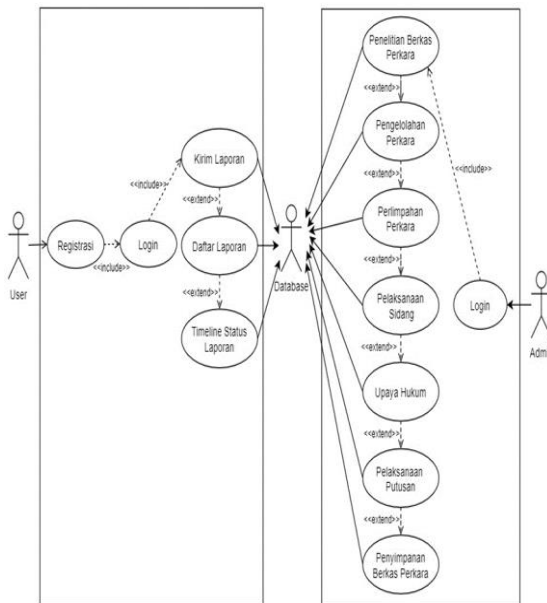 Penelitian Berkas
Perkara
<<extend>>
Pengelolahan
Perkara
<<extend>>
Perlimpahan
Perkara
<<extend>>
Pelaksanaan
Sidang
<<extend>>
Upaya Hukum
<<extend>>
Pelaksanaan
Putusan
<<extend>>
Penyimpanan
Berkas Perkara
<<include>>
Login
Adm
Kirim Laporan
<<include>>
<<extend>>
User
Registrasi
<<include>>
Login
Daftar Laporan
<<extend>>
Timeline Status
Laporan
Database